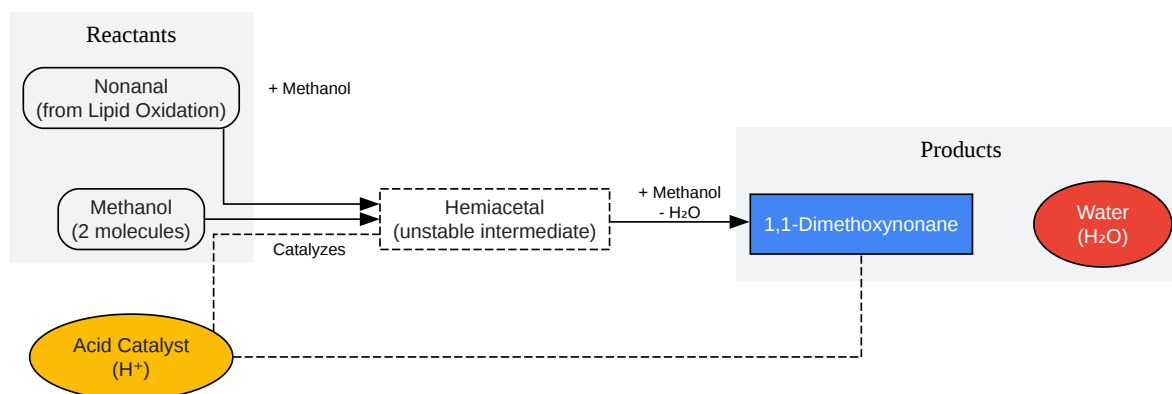 Reactants
Nonanal
(from Lipid Oxidation)
+ Methanol
Methanol
(2 molecules)
Catalyzes
Hemiacetal
(unstable intermediate)
+ Methanol
- H₂O
Products
1,1-Dimethoxynonane
Water
(H₂O)
Acid Catalyst
(H⁺)